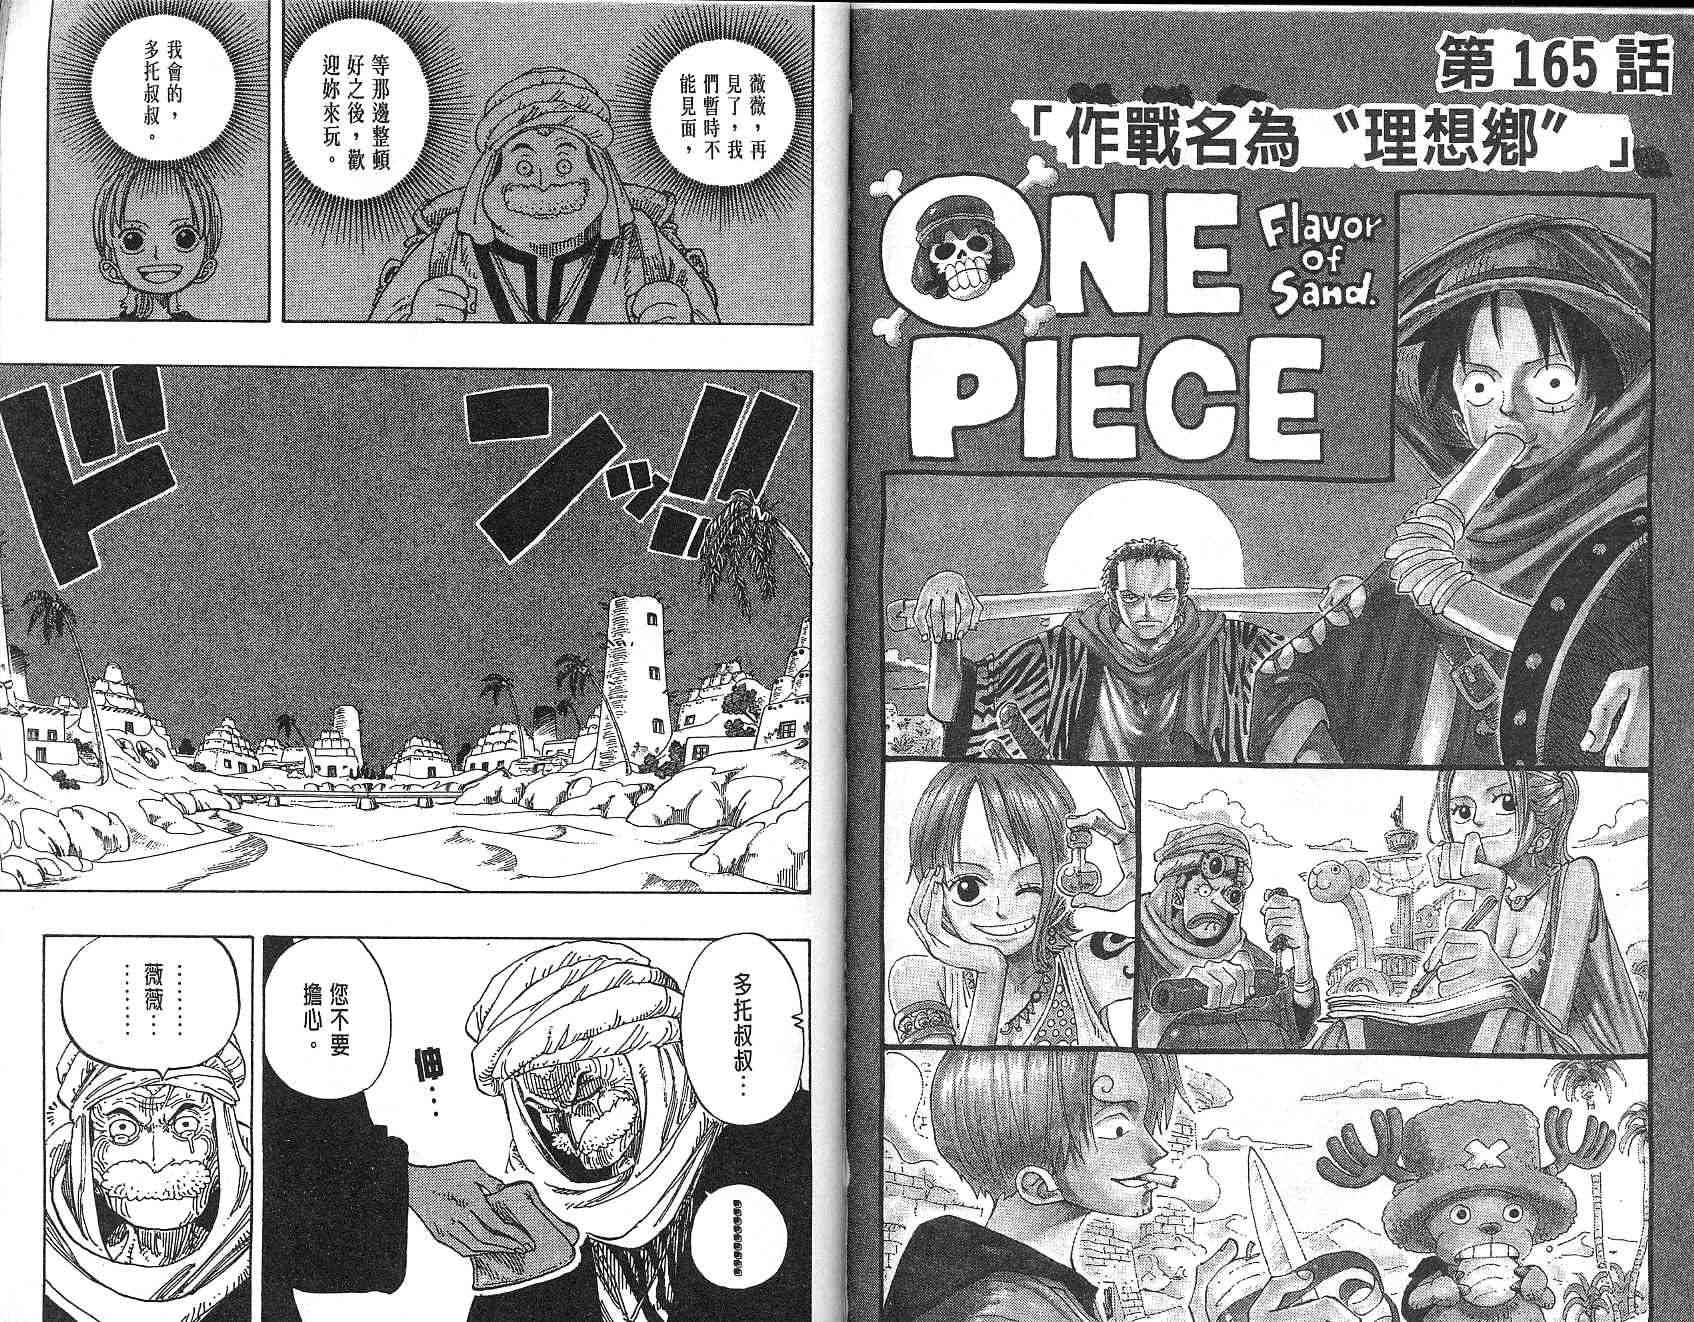 第165話
「作戰名為〝理想鄉〞」
ONE
PIECE
Flavor
of
Sand.
薇薇，再
見了，我
們暫時不
能見面，
等那邊整頓
好之後，歡
迎妳來玩。
我會的，
多托叔叔。
ドンッ!!
多托叔叔…
…………
伸…
您不要
擔心。
………
薇薇…
………